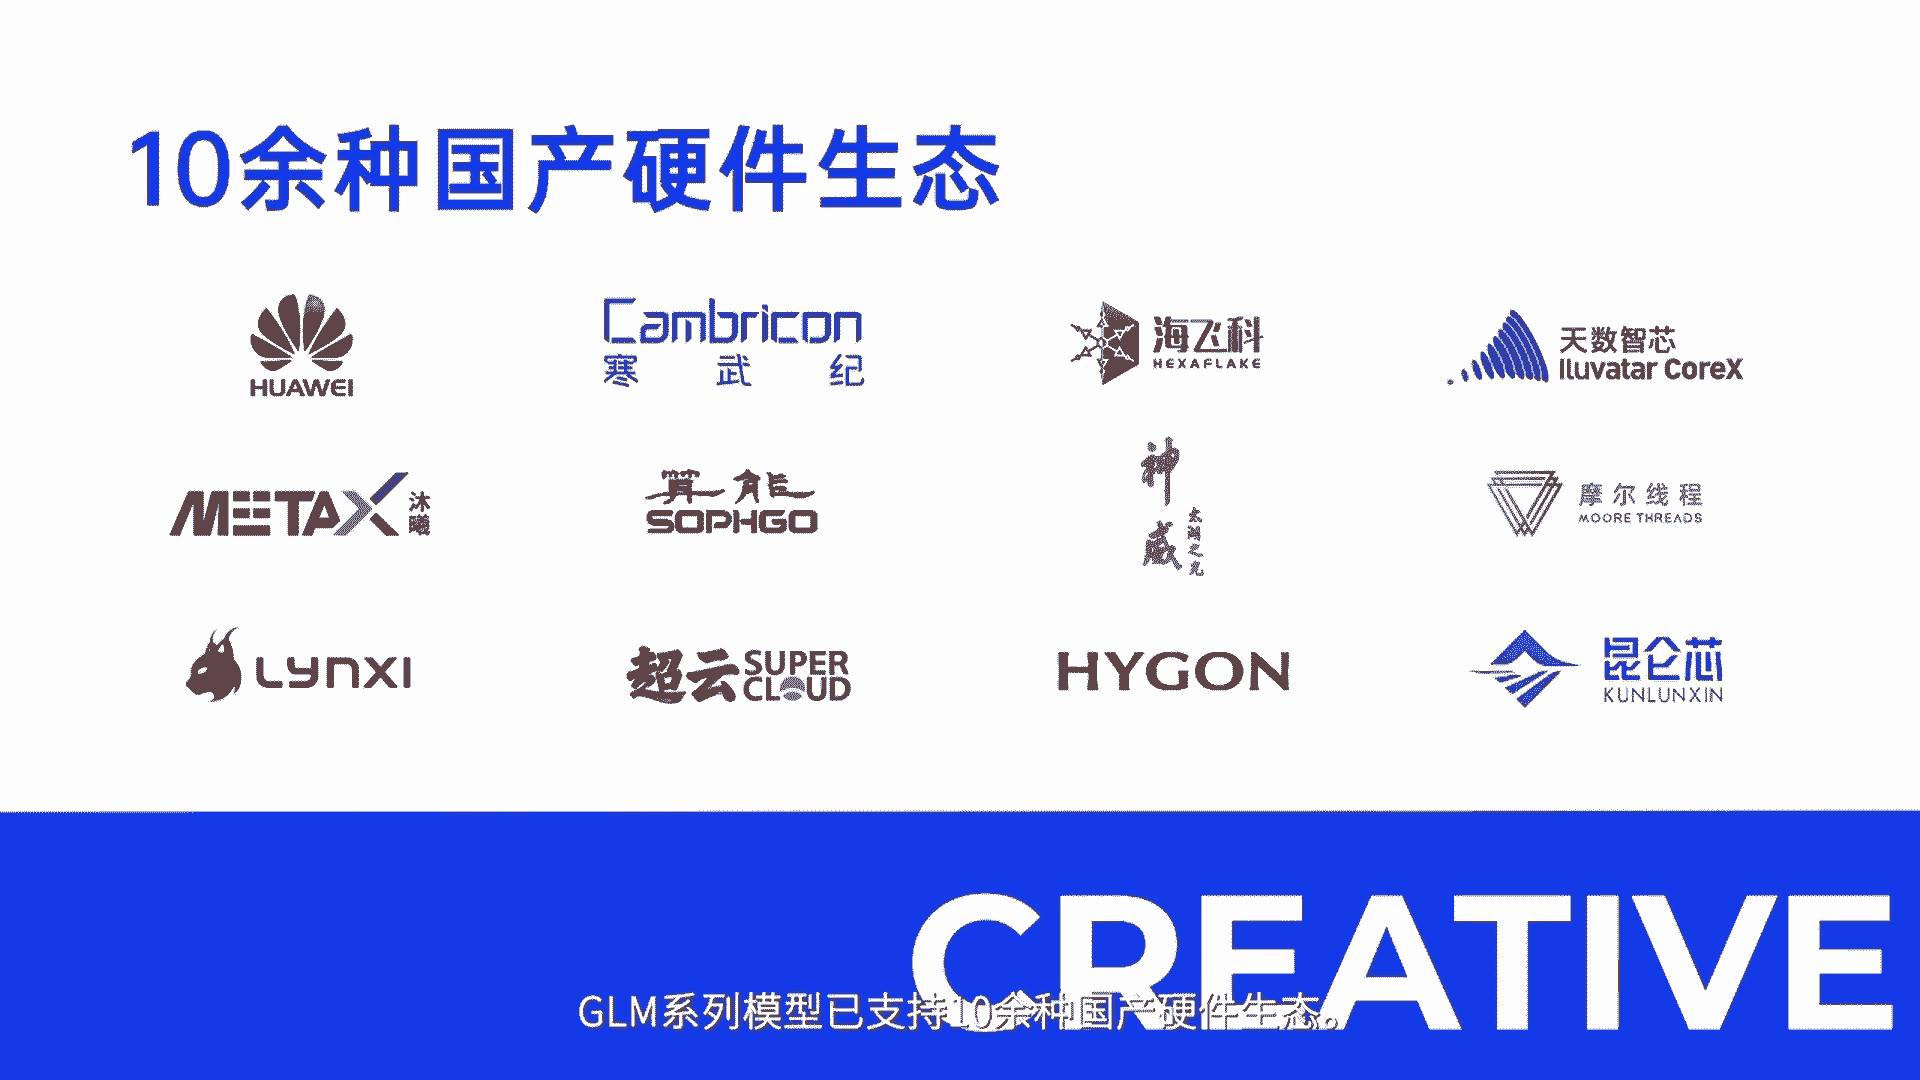 10余种国产硬件生态
HUAWEI
Cambricon
寒武纪
海飞科
HEXAFLAKE
天数智芯
Iluvatar CoreX
METAX
沐曦
算能
SOPHGO
神威
太湖之光
摩尔线程
MOORE THREADS
LYNXI
超云
SUPER
CLOUD
HYGON
昆仑芯
KUNLUNXIN
CREATIVE
GLM系列模型已支持10余种国产硬件生态。